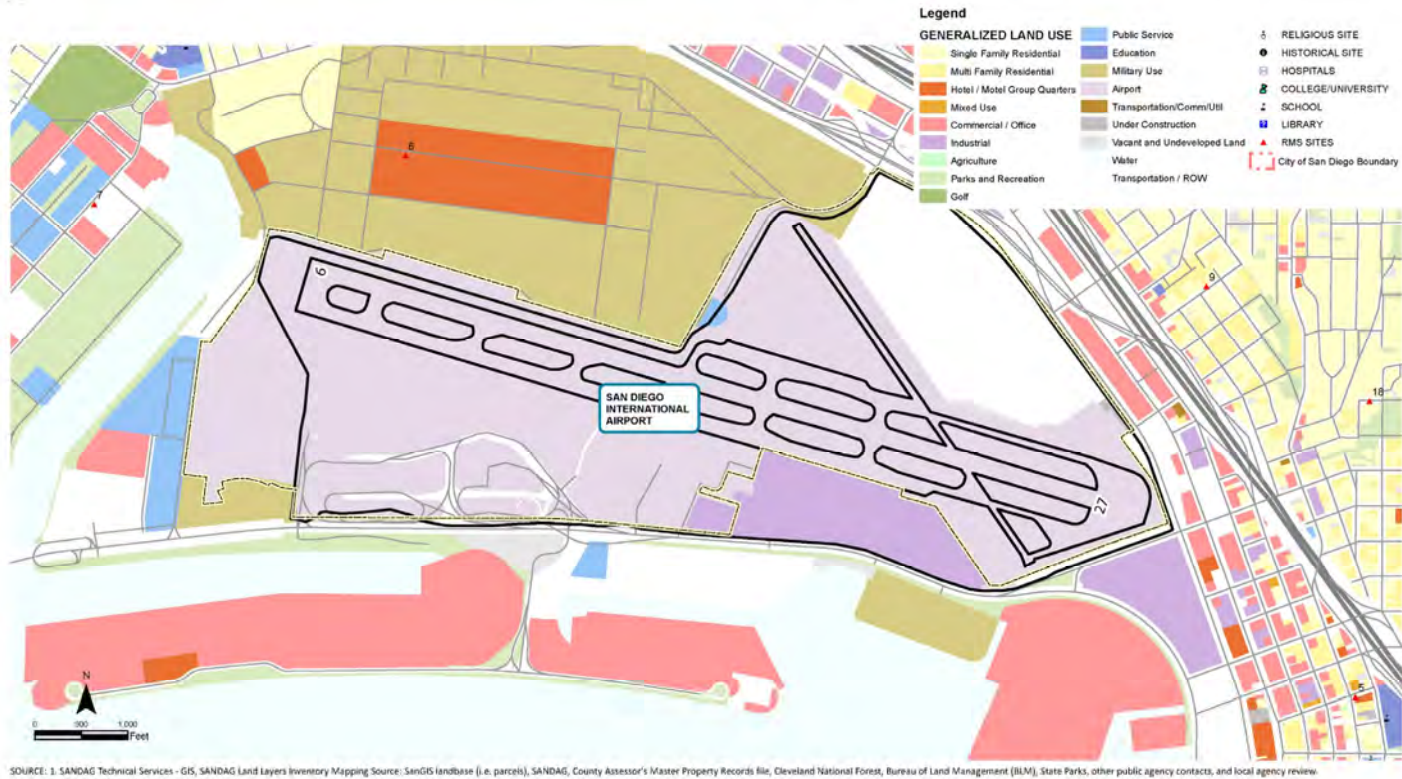 Legend
GENERALIZED LAND USE
Single Family Residential
Multi Family Residential
Hotel / Motel Group Quarters
Mixed Use
Commercial / Office
Industrial
Agriculture
Parks and Recreation
Golf
Public Service
Education
Military Use
Airport
Transportation/Comm/Util
Under Construction
Vacant and Undeveloped Land
Water
Transportation / ROW
RELIGIOUS SITE
HISTORICAL SITE
HOSPITALS
COLLEGE/UNIVERSITY
SCHOOL
LIBRARY
RMS SITES
City of San Diego Boundary
6
7
9
9
18
27
5
SAN DIEGO
INTERNATIONAL
AIRPORT
N
0 500 1,000
Feet
SOURCE: 1. SANDAG Technical Services - GIS, SANDAG Land Layers Inventory Mapping Source: SanGIS landbase (i.e. parcels), SANDAG, County Assessor's Master Property Records file, Cleveland National Forest, Bureau of Land Management (BLM), State Parks, other public agency contacts, and local agency review.